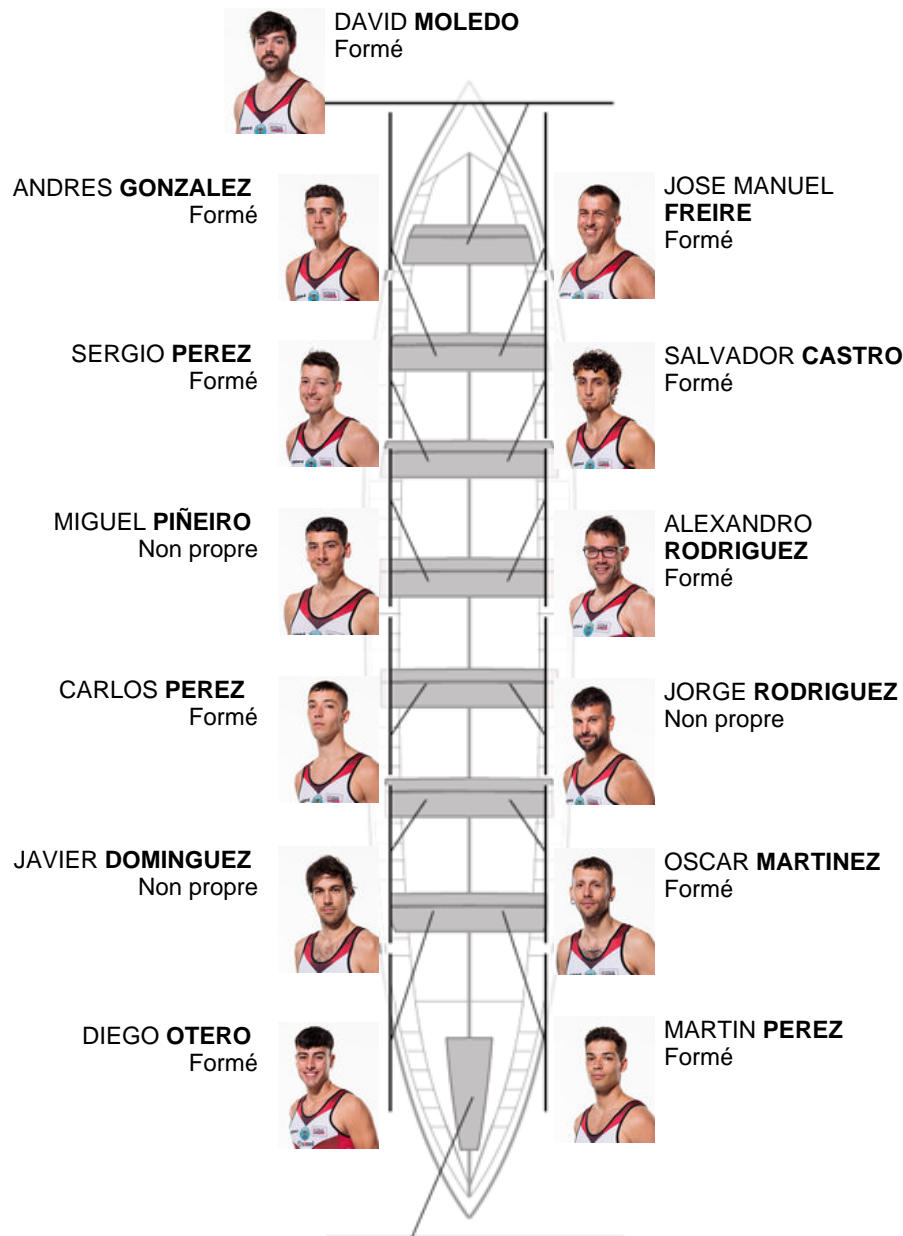 DAVID MOLEDO
Formé
ANDRES GONZALEZ
Formé
JOSE MANUEL
FREIRE
Formé
SERGIO PEREZ
Formé
SALVADOR CASTRO
Formé
MIGUEL PIÑEIRO
Non propre
ALEXANDRO
RODRIGUEZ
Formé
CARLOS PEREZ
Formé
JORGE RODRIGUEZ
Non propre
JAVIER DOMINGUEZ
Non propre
OSCAR MARTINEZ
Formé
DIEGO OTERO
Formé
MARTIN PEREZ
Formé